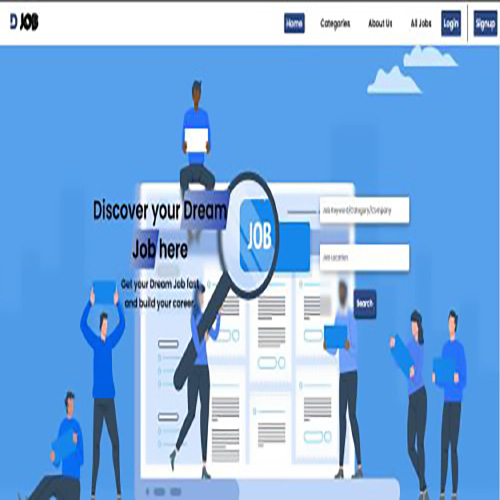 D JOB
Home
Categories
About Us
All Jobs
Login
Signup
Discover your Dream
Job here
Get your Dream Job fast
and build your career
JOB
Job Keyword/Category/Company
Job Location
Search